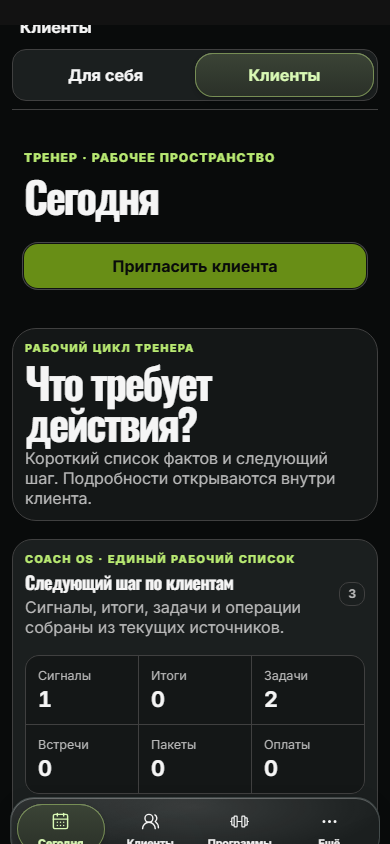 Клиенты
Для себя
Клиенты
ТРЕНЕР · РАБОЧЕЕ ПРОСТРАНСТВО
Сегодня
Пригласить клиента
РАБОЧИЙ ЦИКЛ ТРЕНЕРА
Что требует
действия?
Короткий список фактов и следующий
шаг. Подробности открываются внутри
клиента.
COACH OS · ЕДИНЫЙ РАБОЧИЙ СПИСОК
Следующий шаг по клиентам
3
Сигналы, итоги, задачи и операции
собраны из текущих источников.
Сигналы
1
Итоги
0
Задачи
2
Встречи
0
Пакеты
0
Оплаты
0
Сегодня
Клиенты
Программы
Ещё